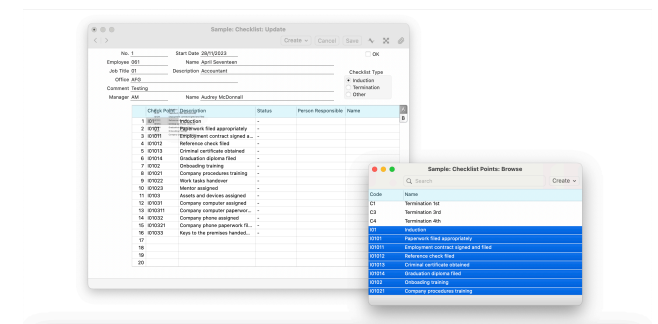 Sample: Checklist: Update
< > Create Cancel Save
No. 1 Start Date 28/11/2023 OK
Employee 061 Name April Seventeen
Job Title 01 Description Accountant Checklist Type
Office AFG Induction
Comment Testing Termination
Other
Manager AM Name Audrey McDonnall
Check Point Description Status Person Responsible Name A
B
1 I01 Induction -
2 I0101 Paperwork filed appropriately -
3 I01011 Employment contract signed a... -
4 I01012 Reference check filed -
5 I01013 Criminal certificate obtained -
6 I01014 Graduation diploma filed -
7 I0102 Onboading training -
8 I01021 Company procedures training -
9 I01022 Work tasks handover -
10 I01023 Mentor assigned -
11 I0103 Assets and devices assigned -
12 I01031 Company computer assigned -
13 I010311 Company computer paperwor... -
14 I01032 Company phone assigned -
15 I010321 Company phone paperwork fil... -
16 I01033 Keys to the premises handed... -
17
18
19
20
Sample: Checklist Points: Browse
Search Create
Code Name
C1 Termination 1st
C3 Termination 3rd
C4 Termination 4th
I01 Induction
I0101 Paperwork filed appropriately
I01011 Employment contract signed and filed
I01012 Reference check filed
I01013 Criminal certificate obtained
I01014 Graduation diploma filed
I0102 Onboading training
I01021 Company procedures training